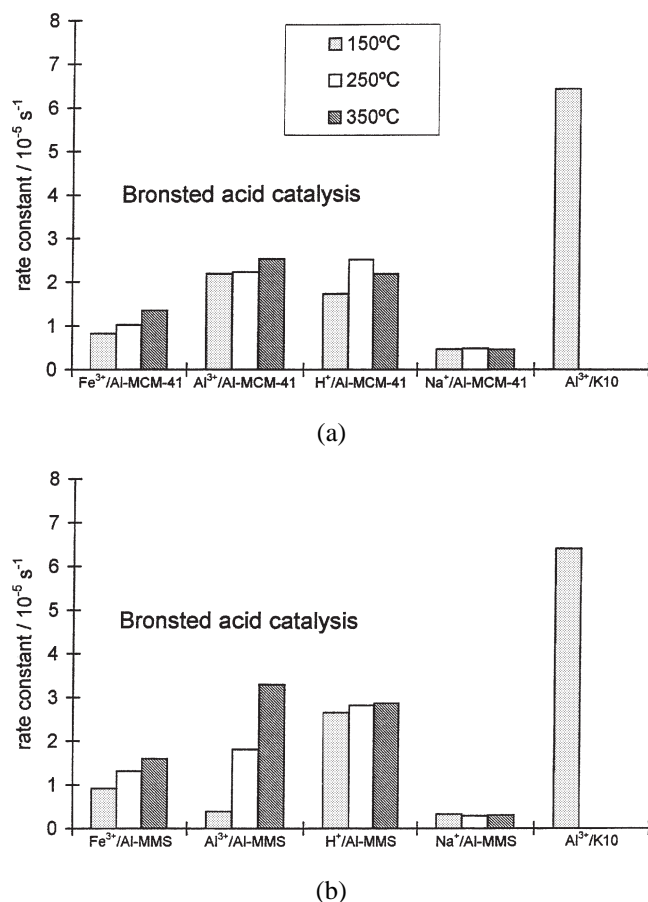 8
7
6
5
4
3
2
1
0
rate constant / 10⁻⁵ s⁻¹
150ºC
250ºC
350ºC
Bronsted acid catalysis
Fe³⁺/Al-MCM-41 Al³⁺/Al-MCM-41 H⁺/Al-MCM-41 Na⁺/Al-MCM-41 Al³⁺/K10
(a)
8
7
6
5
4
3
2
1
0
rate constant / 10⁻⁵ s⁻¹
Bronsted acid catalysis
Fe³⁺/Al-MMS Al³⁺/Al-MMS H⁺/Al-MMS Na⁺/Al-MMS Al³⁺/K10
(b)